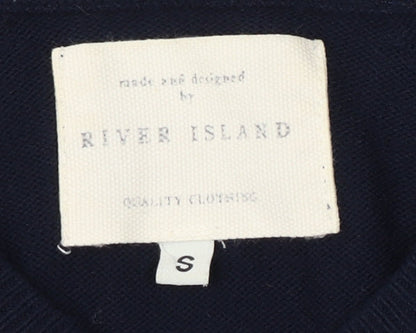 made and designed
by
RIVER ISLAND
QUALITY CLOTHING
S